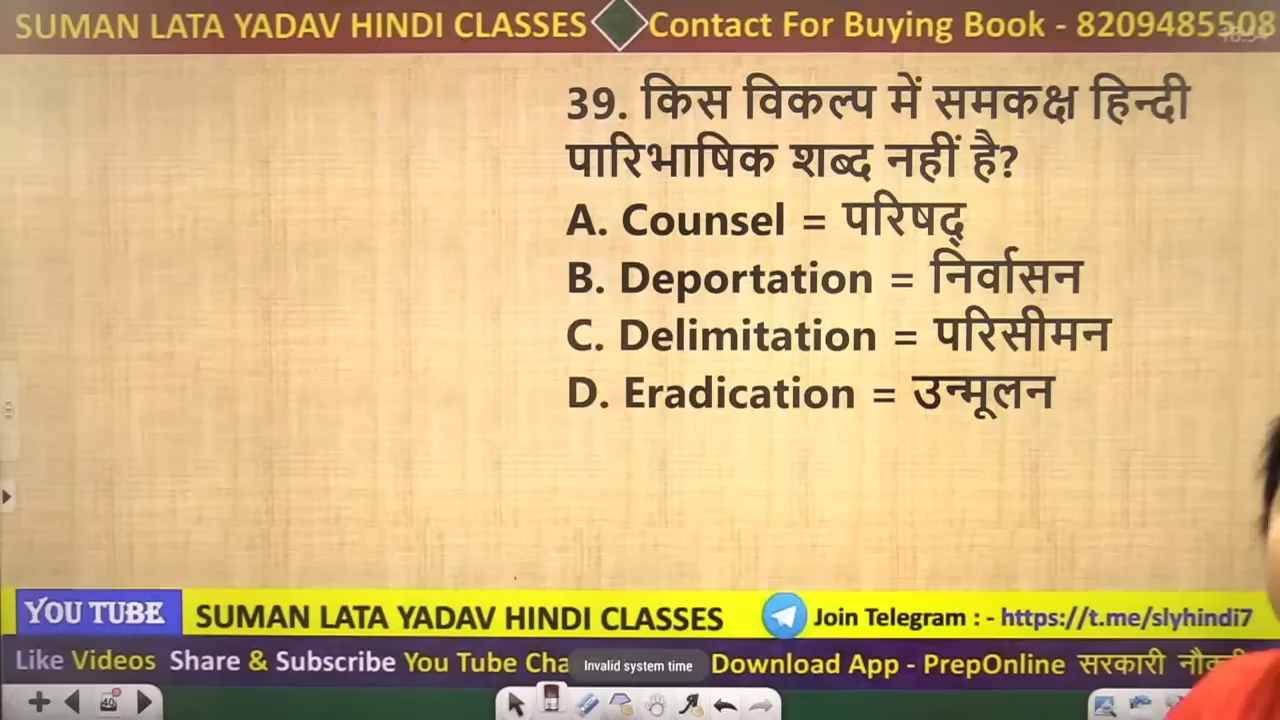 SUMAN LATA YADAV HINDI CLASSES Contact For Buying Book - 8209485508
39. किस विकल्प में समकक्ष हिन्दी
पारिभाषिक शब्द नहीं है?
A. Counsel = परिषद्
B. Deportation = निर्वासन
C. Delimitation = परिसीमन
D. Eradication = उन्मूलन
YOU TUBE SUMAN LATA YADAV HINDI CLASSES Join Telegram : - https://t.me/slyhindi7
Like Videos Share & Subscribe You Tube Invalid system time Download App - PrepOnline सरकारी
40